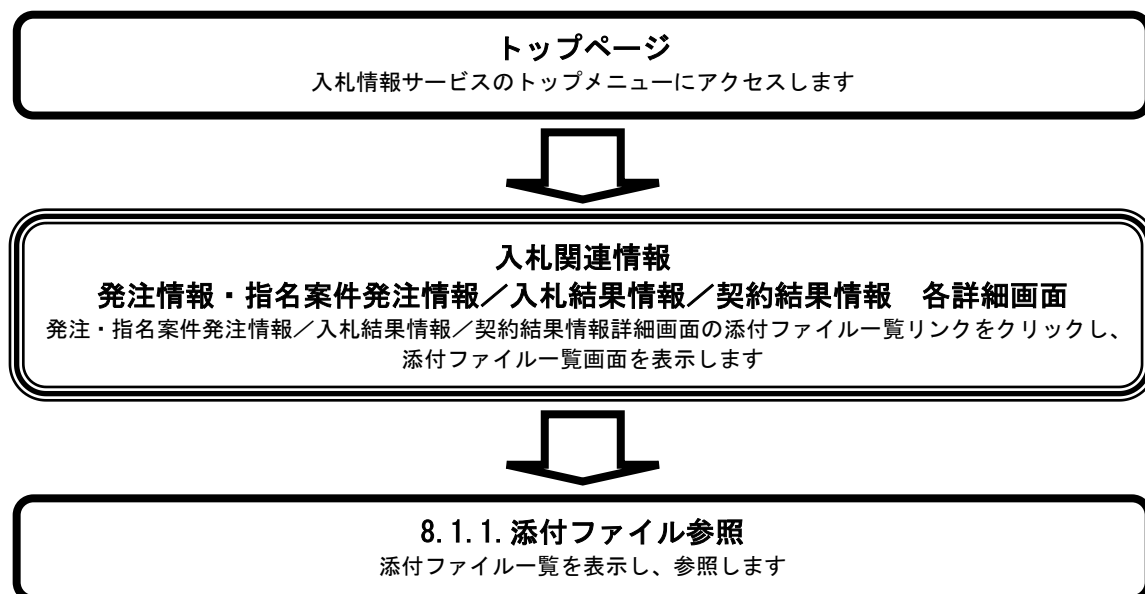 トップページ
入札情報サービスのトップメニューにアクセスします
入札関連情報
発注情報・指名案件発注情報／入札結果情報／契約結果情報　各詳細画面
発注・指名案件発注情報／入札結果情報／契約結果情報詳細画面の添付ファイル一覧リンクをクリックし、
添付ファイル一覧画面を表示します
8.1.1.添付ファイル参照
添付ファイル一覧を表示し、参照します